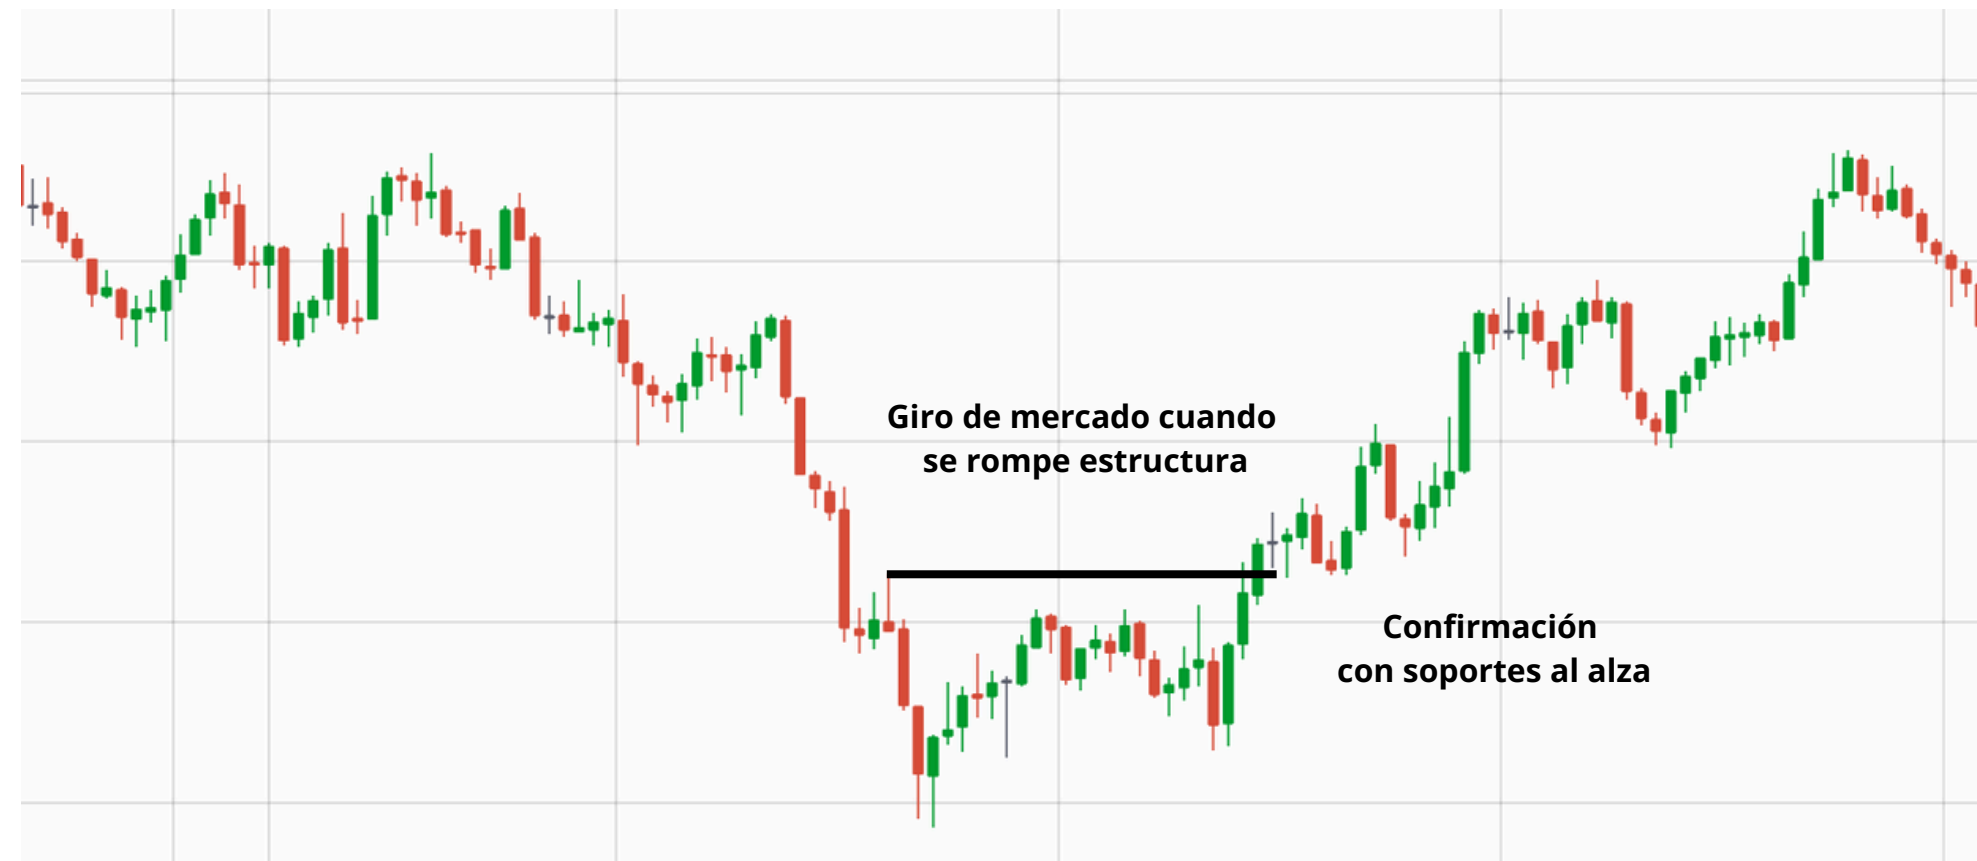 Giro de mercado cuando
se rompe estructura
Confirmación
con soportes al alza